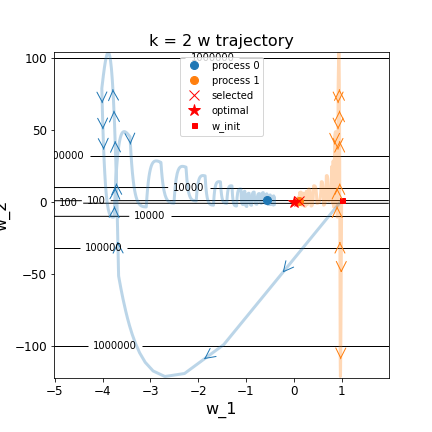 k = 2 w trajectory
1000000
process 0
process 1
selected
optimal
w_init
100
50
0
−50
−100
00000
10000
100
100
10000
100000
1000000
w_2
−5
−4
−3
−2
−1
0
1
w_1